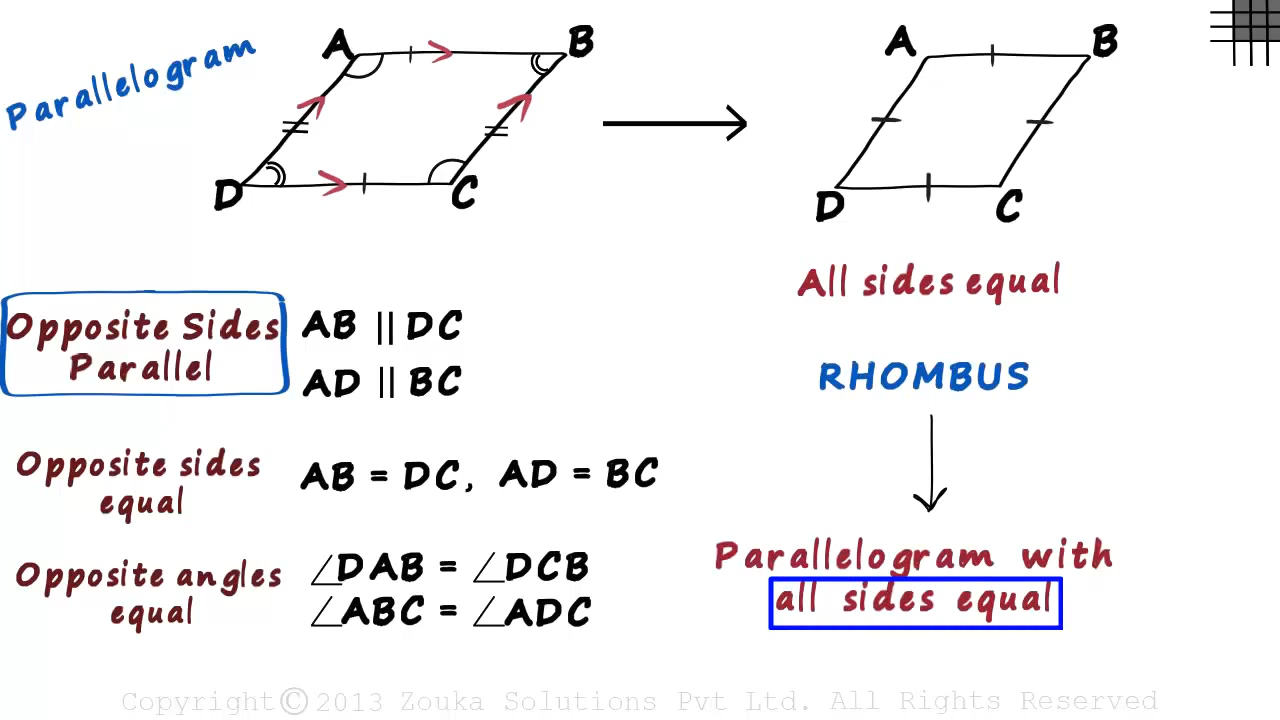 Parallelogram
A B
D C
A B
D C
All sides equal
RHOMBUS
Parallelogram with
all sides equal
Opposite Sides
Parallel
AB || DC
AD || BC
Opposite sides
equal
AB = DC, AD = BC
Opposite angles
equal
∠DAB = ∠DCB
∠ABC = ∠ADC
Copyright© 2013 Zouka Solutions Pvt Ltd. All Rights Reserved